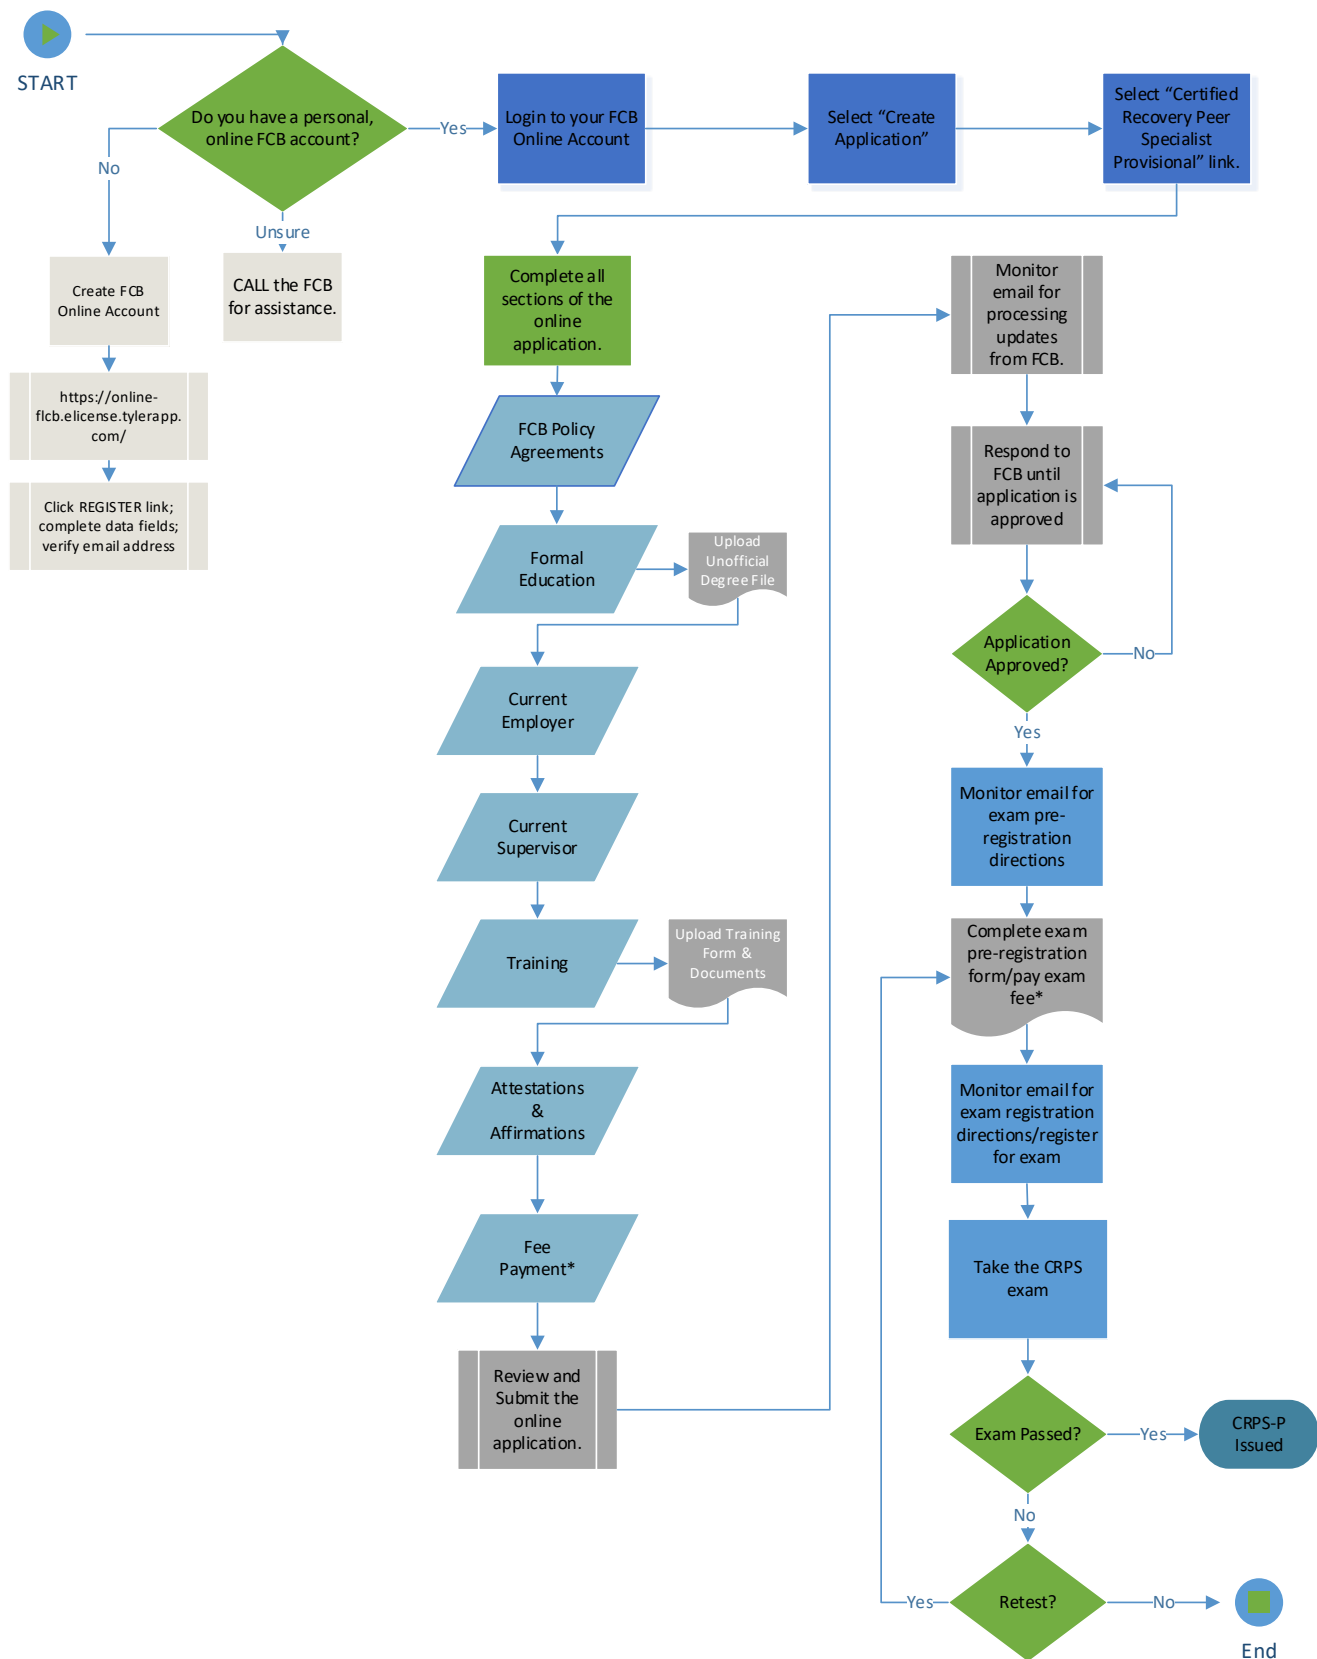 START
Do you have a personal,
online FCB account?
Yes
No
Unsure
Login to your FCB
Online Account
Select “Create
Application”
Select “Certified
Recovery Peer
Specialist
Provisional” link.
Create FCB
Online Account
https://online-
flcb.elicense.tylerapp.
com/
Click REGISTER link;
complete data fields;
verify email address
CALL the FCB
for assistance.
Complete all
sections of the
online
application.
FCB Policy
Agreements
Formal
Education
Upload
Unofficial
Degree File
Current
Employer
Current
Supervisor
Training
Upload Training
Form &
Documents
Attestations
&
Affirmations
Fee
Payment*
Review and
Submit the
online
application.
Monitor
email for
processing
updates
from FCB.
Respond to
FCB until
application is
approved
Application
Approved?
No
Yes
Monitor email for
exam pre-
registration
directions
Complete exam
pre-registration
form/pay exam
fee*
Monitor email for
exam registration
directions/register
for exam
Take the CRPS
exam
Exam Passed?
Yes
CRPS-P
Issued
No
Retest?
Yes
No
End